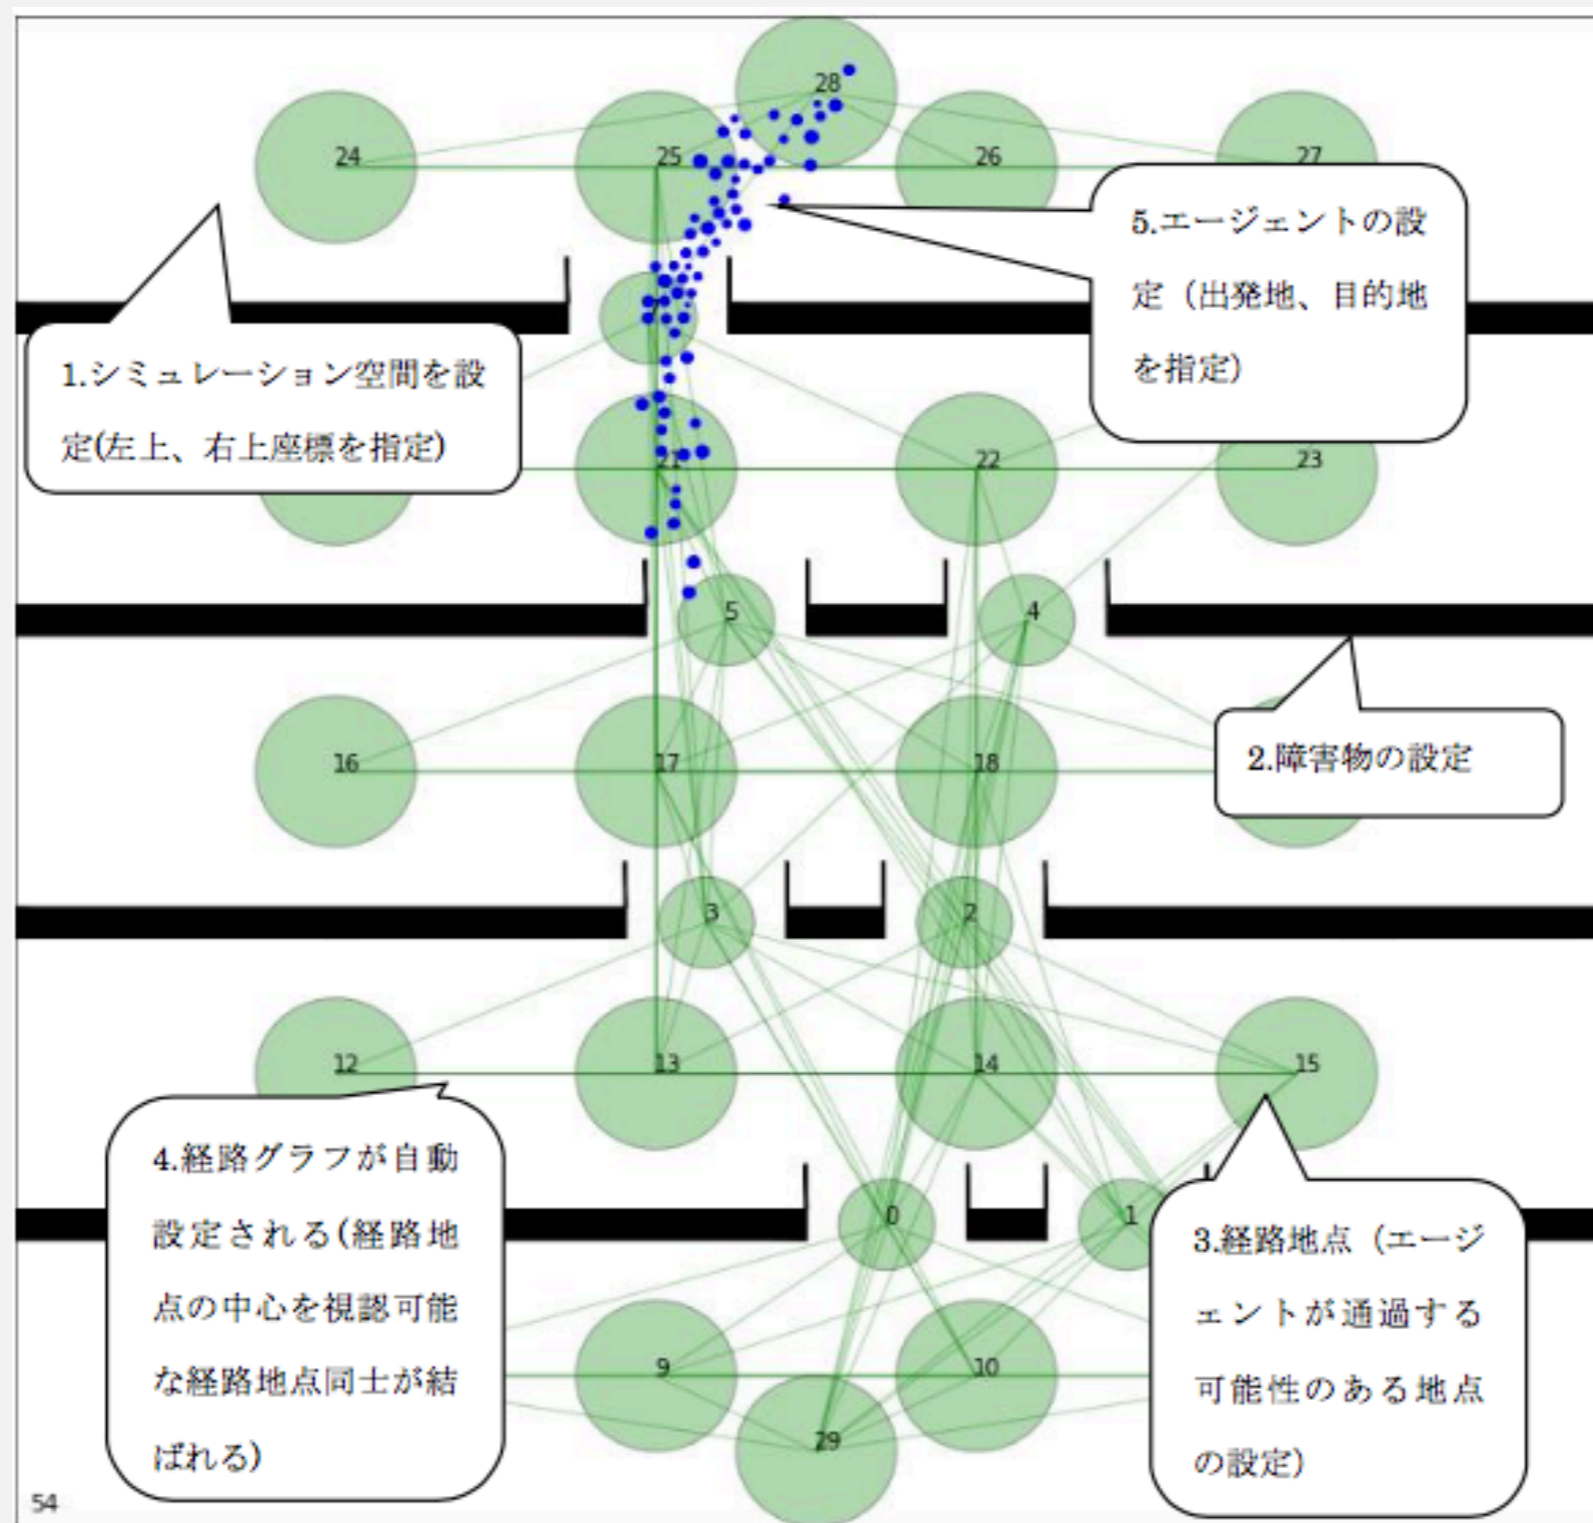 28
24
25
26
27
5.エージェントの設
定（出発地、目的地
を指定）
1.シミュレーション空間を設
定(左上、右上座標を指定)
21
22
23
5
4
2.障害物の設定
16
17
18
3
2
12
13
14
15
4.経路グラフが自動
設定される(経路地
点の中心を視認可能
な経路地点同士が結
ばれる)
0
1
3.経路地点（エージ
ェントが通過する
可能性のある地点
の設定）
9
10
29
54